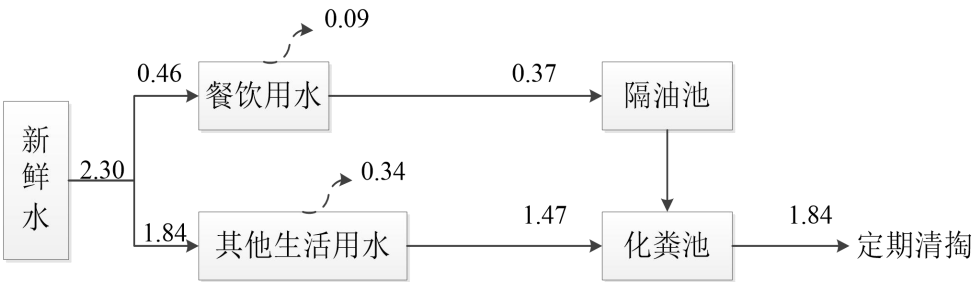 0.09
0.46
餐饮用水
0.37
隔油池
新
鲜
水
2.30
0.34
1.84
其他生活用水
1.47
化粪池
1.84
定期清掏